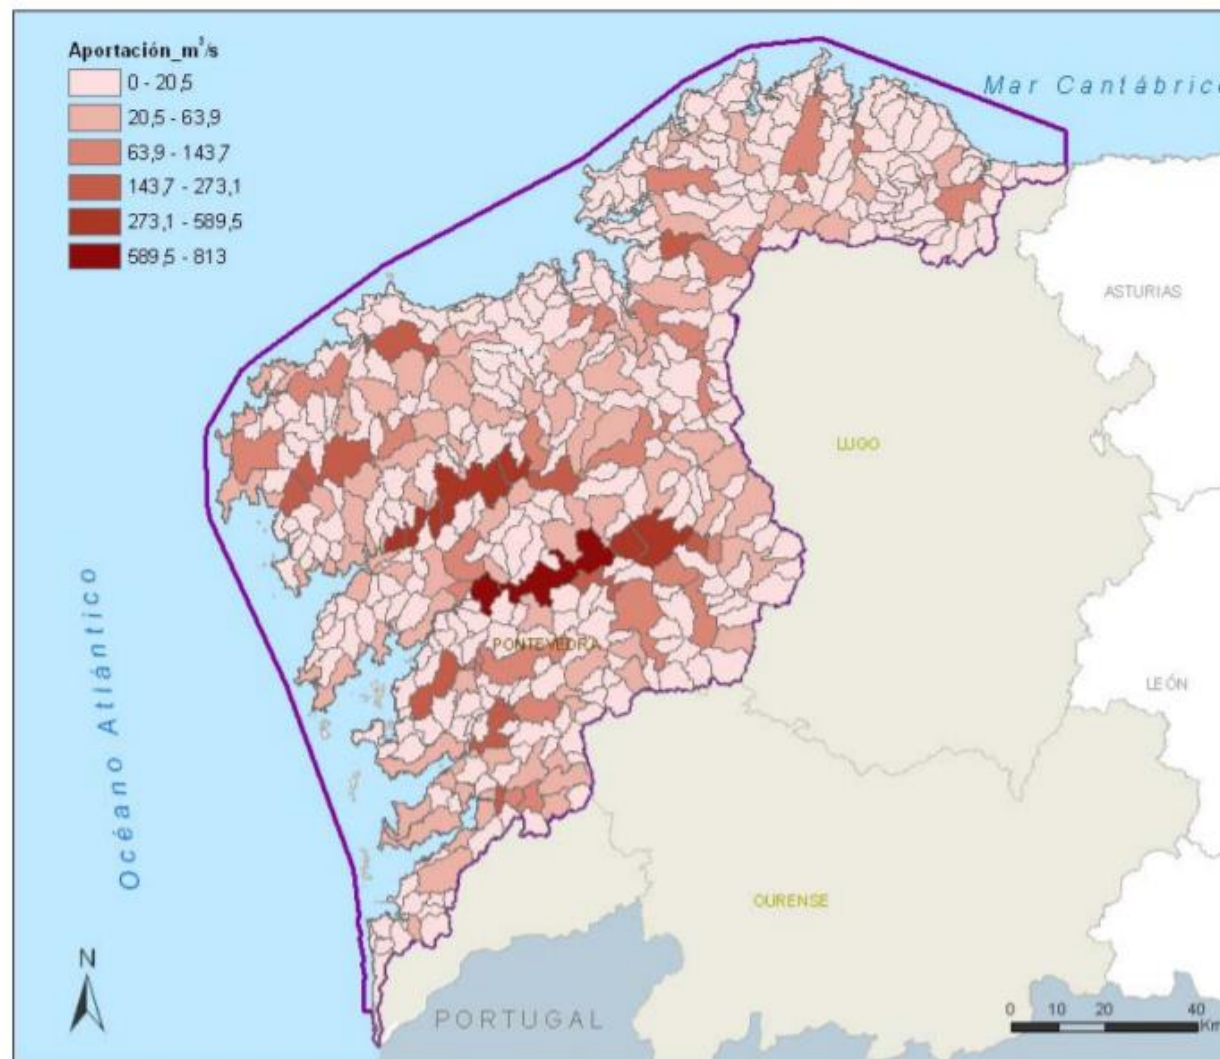 Aportación_m³/s
0 - 20,5
20,5 - 63,9
63,9 - 143,7
143,7 - 273,1
273,1 - 589,5
589,5 - 813
Mar Cantábrico
ASTURIAS
LUGO
Océano Atlántico
PONTEVEDRA
LEÓN
OURENSE
N
PORTUGAL
0 10 20 40
Km